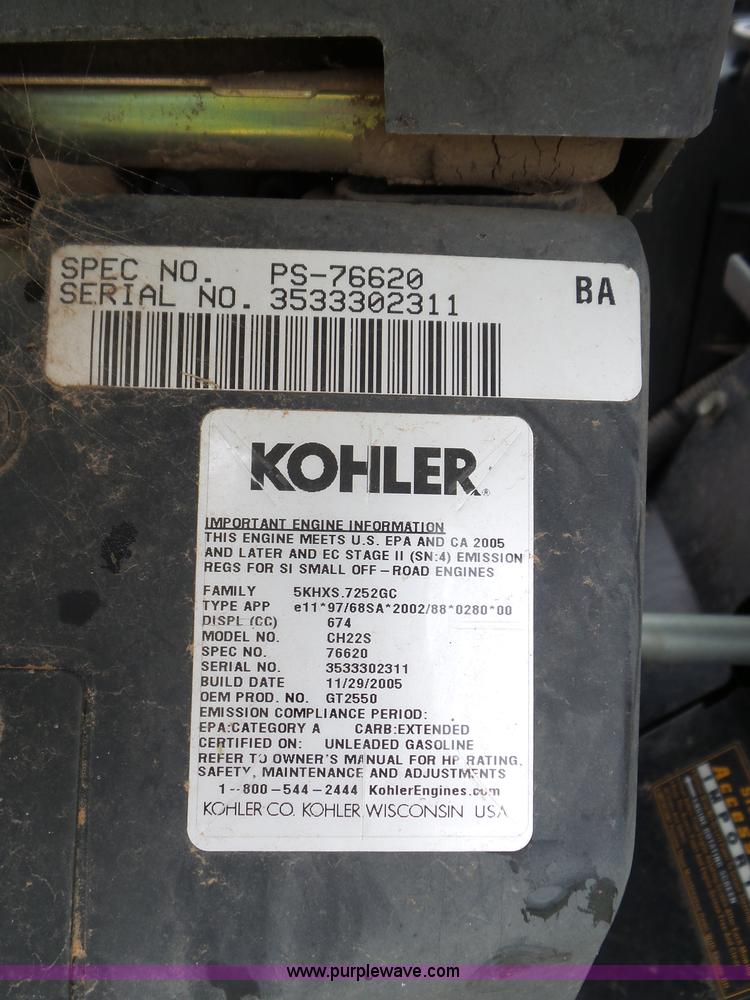 SPEC NO. PS-76620 BA
SERIAL NO. 3533302311
KOHLER®
IMPORTANT ENGINE INFORMATION
THIS ENGINE MEETS U.S. EPA AND CA 2005
AND LATER AND EC STAGE II (SN:4) EMISSION
REGS FOR SI SMALL OFF-ROAD ENGINES
FAMILY 5KHXS.7252GC
TYPE APP e11*97/68SA*2002/88*0280*00
DISPL (CC) 674
MODEL NO. CH22S
SPEC NO. 76620
SERIAL NO. 3533302311
BUILD DATE 11/29/2005
OEM PROD. NO. GT2550
EMISSION COMPLIANCE PERIOD:
EPA:CATEGORY A CARB:EXTENDED
CERTIFIED ON: UNLEADED GASOLINE
REFER TO OWNER'S MANUAL FOR HP RATING,
SAFETY, MAINTENANCE AND ADJUSTMENTS
1-800-544-2444 KohlerEngines.com
KOHLER CO. KOHLER, WISCONSIN USA
www.purplewave.com